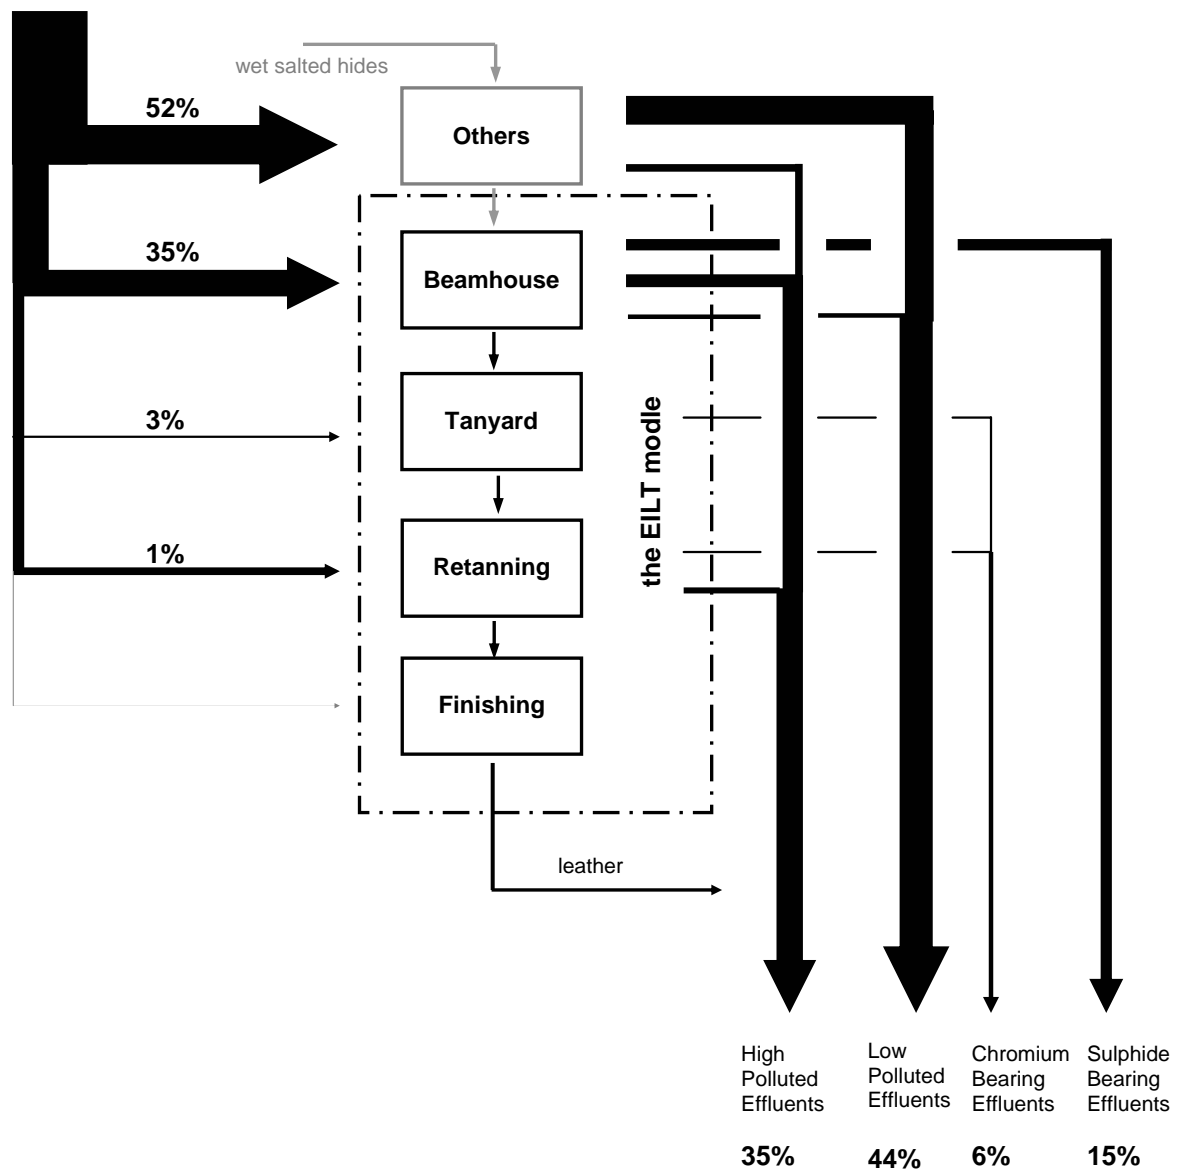 wet salted hides
52%
Others
35%
Beamhouse
3%
Tanyard
the EILT modle
1%
Retanning
Finishing
leather
High
Polluted
Effluents
35%
Low
Polluted
Effluents
44%
Chromium
Bearing
Effluents
6%
Sulphide
Bearing
Effluents
15%